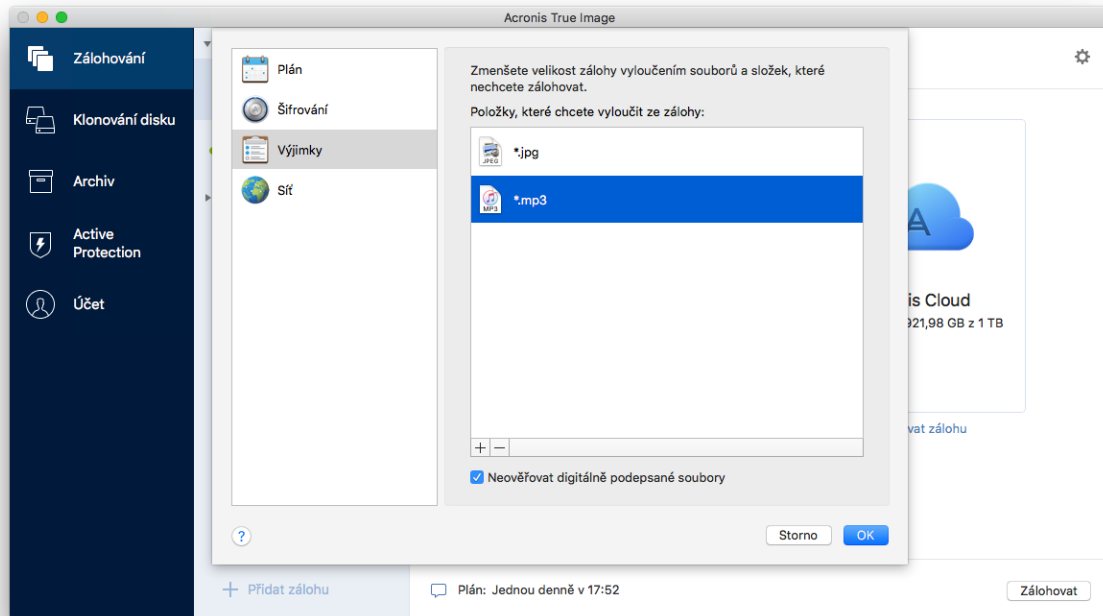 Acronis True Image
Zálohování
Klonování disku
Archiv
Active
Protection
Účet
Plán
Šifrování
Výjimky
Síť
Zmenšete velikost zálohy vyloučením souborů a složek, které
nechcete zálohovat.
Položky, které chcete vyloučit ze zálohy:
JPEG
*.jpg
MP3
*.mp3
Neověřovat digitálně podepsané soubory
?
Storno
OK
is Cloud
921,98 GB z 1 TB
vat zálohu
Přidat zálohu
Plán: Jednou denně v 17:52
Zálohovat